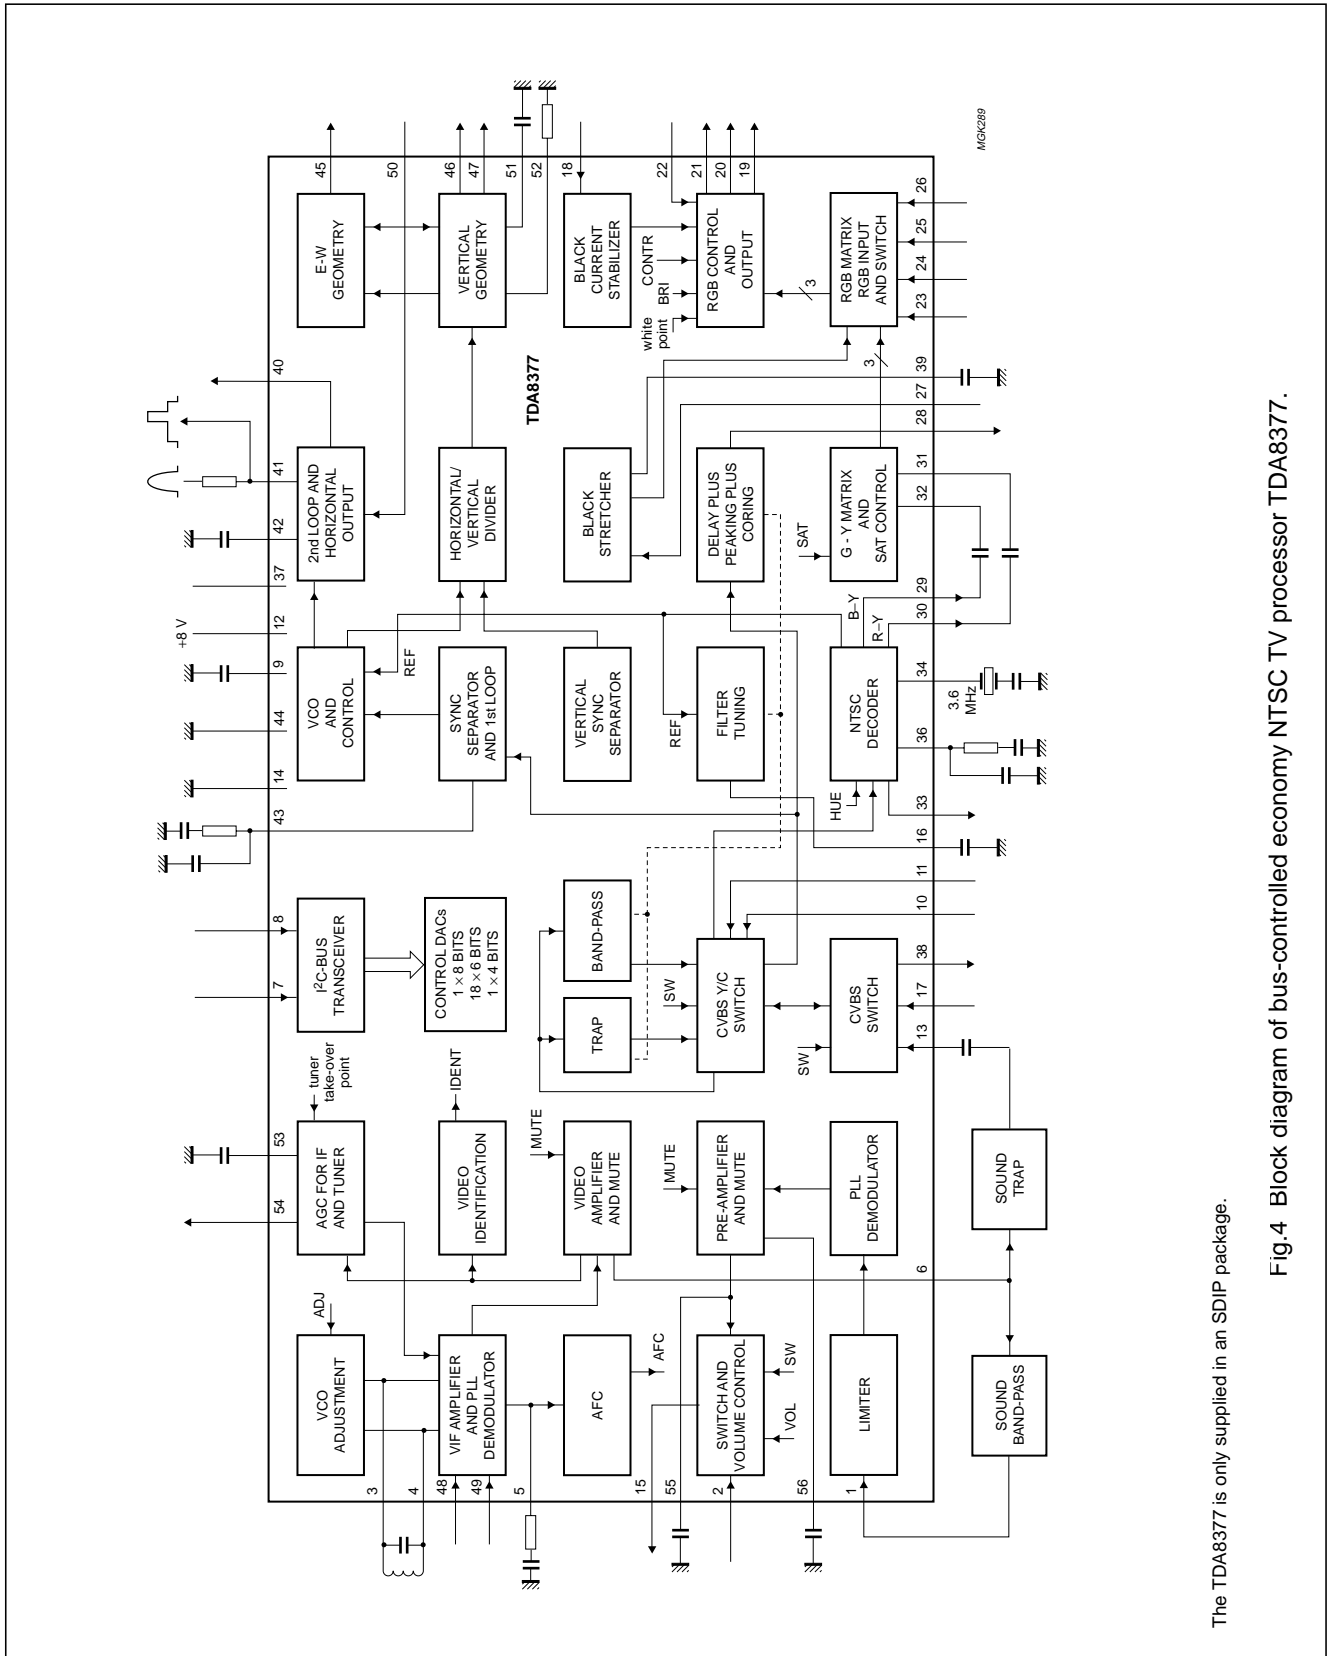 45
50
46
47
51
52
18
22
21
20
19
MGK289
E-W
GEOMETRY
VERTICAL
GEOMETRY
BLACK
CURRENT
STABILIZER
CONTR
BRI
white
point
RGB CONTROL
AND
OUTPUT
3
RGB MATRIX
RGB INPUT
AND SWITCH
26
25
24
23
40
TDA8377
3
39
27
28
41
42
37
2nd LOOP AND
HORIZONTAL
OUTPUT
HORIZONTAL/
VERTICAL
DIVIDER
BLACK
STRETCHER
DELAY PLUS
PEAKING PLUS
CORING
SAT
G - Y MATRIX
AND
SAT CONTROL
31
32
29
30
B–Y
R–Y
+8 V
12
9
44
14
43
VCO
AND
CONTROL
REF
SYNC
SEPARATOR
AND 1st LOOP
VERTICAL
SYNC
SEPARATOR
REF
FILTER
TUNING
NTSC
DECODER
HUE
34
3.6
MHz
36
33
16
8
7
I2C-BUS
TRANSCEIVER
CONTROL DACs
1 × 8 BITS
18 × 6 BITS
1 × 4 BITS
BAND-PASS
TRAP
SW
CVBS Y/C
SWITCH
SW
CVBS
SWITCH
11
10
38
17
13
53
54
tuner
take-over
point
AGC FOR IF
AND TUNER
IDENT
VIDEO
IDENTIFICATION
MUTE
VIDEO
AMPLIFIER
AND MUTE
MUTE
PRE-AMPLIFIER
AND MUTE
PLL
DEMODULATOR
6
SOUND
TRAP
ADJ
VCO
ADJUSTMENT
VIF AMPLIFIER
AND PLL
DEMODULATOR
AFC
AFC
SWITCH AND
VOLUME CONTROL
SW
VOL
LIMITER
SOUND
BAND-PASS
3
4
48
49
5
15
55
2
56
1
The TDA8377 is only supplied in an SDIP package.
Fig.4 Block diagram of bus-controlled economy NTSC TV processor TDA8377.